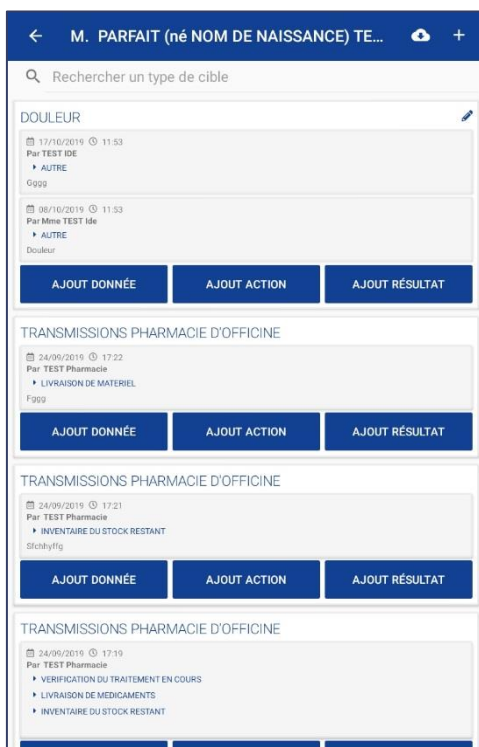 M. PARFAIT (né NOM DE NAISSANCE) TE...
Rechercher un type de cible
DOULEUR
17/10/2019 11:53
Par TEST IDE
AUTRE
Gggg
08/10/2019 11:53
Par Mme TEST Ide
AUTRE
Douleur
AJOUT DONNÉE AJOUT ACTION AJOUT RÉSULTAT
TRANSMISSIONS PHARMACIE D'OFFICINE
24/09/2019 17:22
Par TEST Pharmacie
LIVRAISON DE MATERIEL
Fggg
AJOUT DONNÉE AJOUT ACTION AJOUT RÉSULTAT
TRANSMISSIONS PHARMACIE D'OFFICINE
24/09/2019 17:21
Par TEST Pharmacie
INVENTAIRE DU STOCK RESTANT
Sfchhyffg
AJOUT DONNÉE AJOUT ACTION AJOUT RÉSULTAT
TRANSMISSIONS PHARMACIE D'OFFICINE
24/09/2019 17:19
Par TEST Pharmacie
VERIFICATION DU TRAITEMENT EN COURS
LIVRAISON DE MEDICAMENTS
INVENTAIRE DU STOCK RESTANT